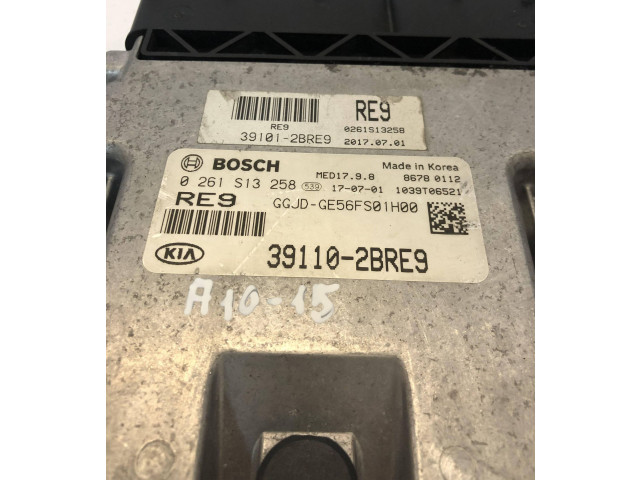 RE9
RE9
0261S13258
39101-2BRE9
2017.07.01
BOSCH
MED17.9.8
Made in Korea
0 261 S13 258
539
17-07-01
8678 0112
1039T06521
RE9
GGJD-GE56FS01H00
KIA
39110-2BRE9
A10-15